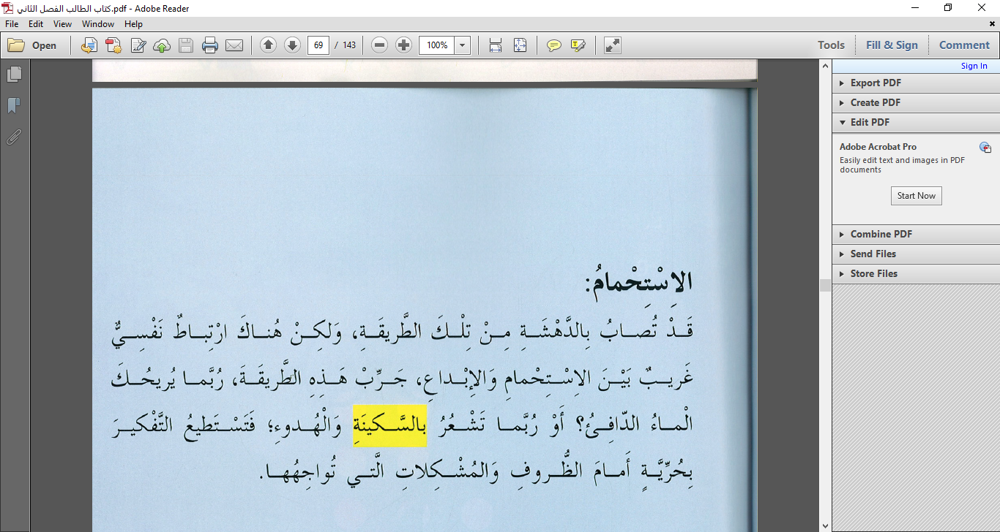 كتاب الطالب الفصل الثاني.pdf - Adobe Reader
File Edit View Window Help
Open 69 / 143 100% Tools Fill & Sign Comment
Sign In
Export PDF
Create PDF
Edit PDF
Adobe Acrobat Pro
Easily edit text and images in PDF
documents
Start Now
Combine PDF
Send Files
Store Files
الاِسْتِحْمامُ:
قَدْ تُصابُ بِالدَّهْشَةِ مِنْ تِلْكَ الطَّريقَةِ، وَلكِنْ هُناكَ ارْتِباطٌ نَفْسِيٌّ
غَريبٌ بَيْنَ الاِسْتِحْمامِ وَالإِبْداعِ، جَرِّبْ هَذِهِ الطَّريقَةَ، رُبَّما يُريحُكَ
الْماءُ الدّافِئُ؟ أَوْ رُبَّما تَشْعُرُ بالسَّكينَةِ وَالْهُدوءِ؛ فَتَسْتَطيعُ التَّفْكيرَ
بِحُرِّيَّةٍ أَمامَ الظُّروفِ وَالمُشْكِلاتِ الَّتي تُواجِهُها.